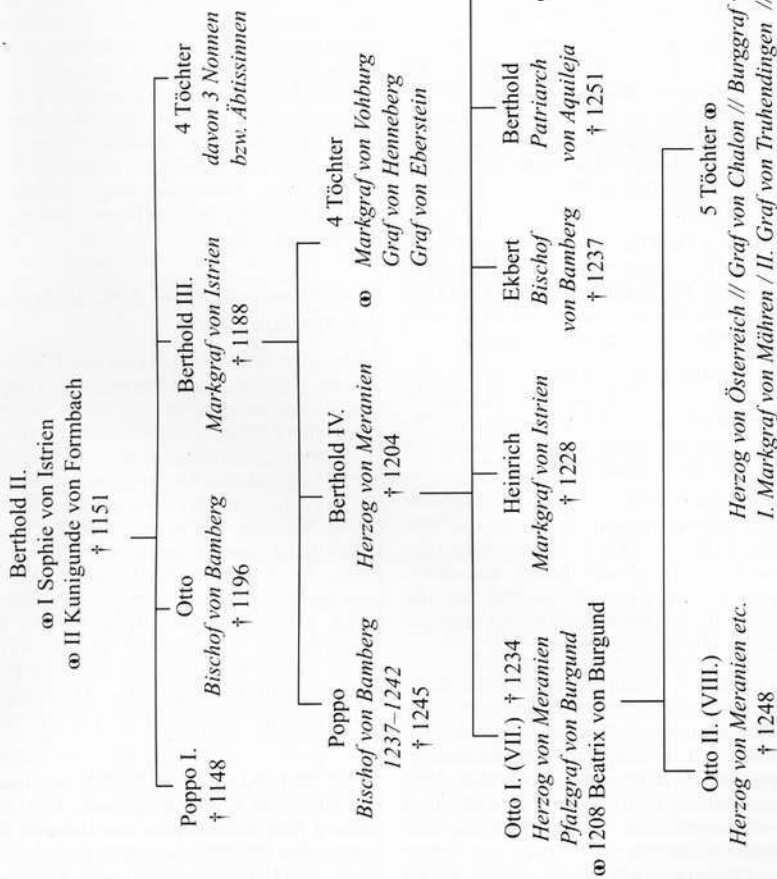 Berthold II.
⚭ I Sophie von Istrien
⚭ II Kunigunde von Formbach
† 1151
Poppo I.
† 1148
Otto
Bischof von Bamberg
† 1196
Berthold III.
Markgraf von Istrien
† 1188
4 Töchter
davon 3 Nonnen
bzw. Äbtissinnen
Poppo
Bischof von Bamberg
1237–1242
† 1245
Berthold IV.
Herzog von Meranien
† 1204
4 Töchter
⚭ Markgraf von Vohburg
Graf von Henneberg
Graf von Eberstein
Otto I. (VII.) † 1234
Herzog von Meranien
Pfalzgraf von Burgund
⚭ 1208 Beatrix von Burgund
Heinrich
Markgraf von Istrien
† 1228
Ekbert
Bischof
von Bamberg
† 1237
Berthold
Patriarch
von Aquileja
† 1251
Otto II. (VIII.)
Herzog von Meranien etc.
† 1248
5 Töchter ⚭
Herzog von Österreich // Graf von Chalon // Burggraf
I. Markgraf von Mähren / II. Graf von Truhendingen //